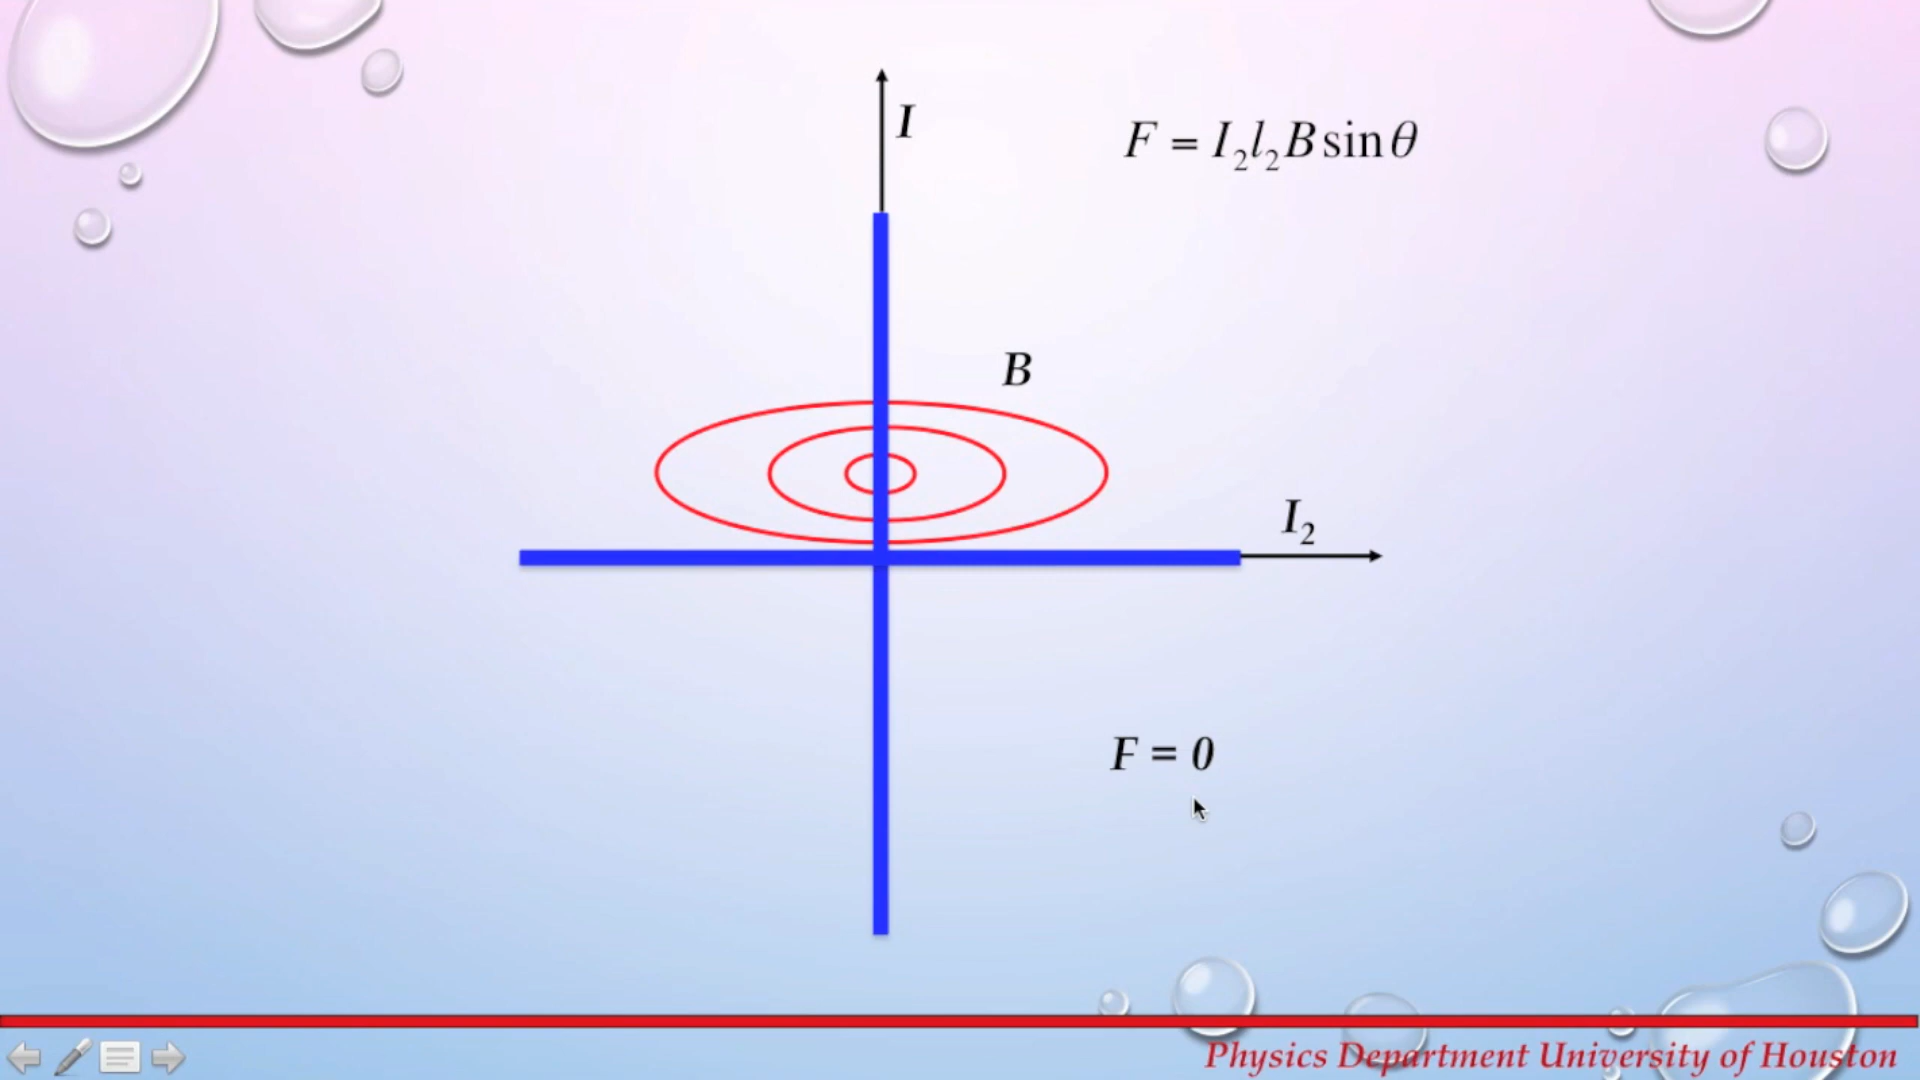 I
F = I₂l₂B sin θ
B
I₂
F = 0
Physics Department University of Houston